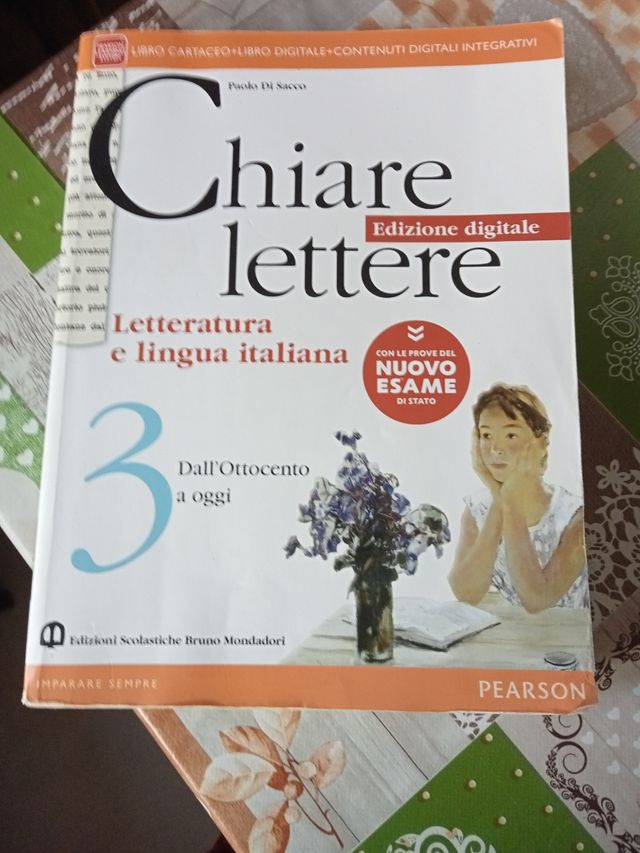 LIBRO CARTACEO+LIBRO DIGITALE+CONTENUTI DIGITALI INTEGRATIVI
Paolo Di Sacco
Chiare
Edizione digitale
lettere
Letteratura
e lingua italiana
CON LE PROVE DEL
NUOVO
ESAME
DI STATO
3
Dall'Ottocento
a oggi
Edizioni Scolastiche Bruno Mondadori
IMPARARE SEMPRE
PEARSON